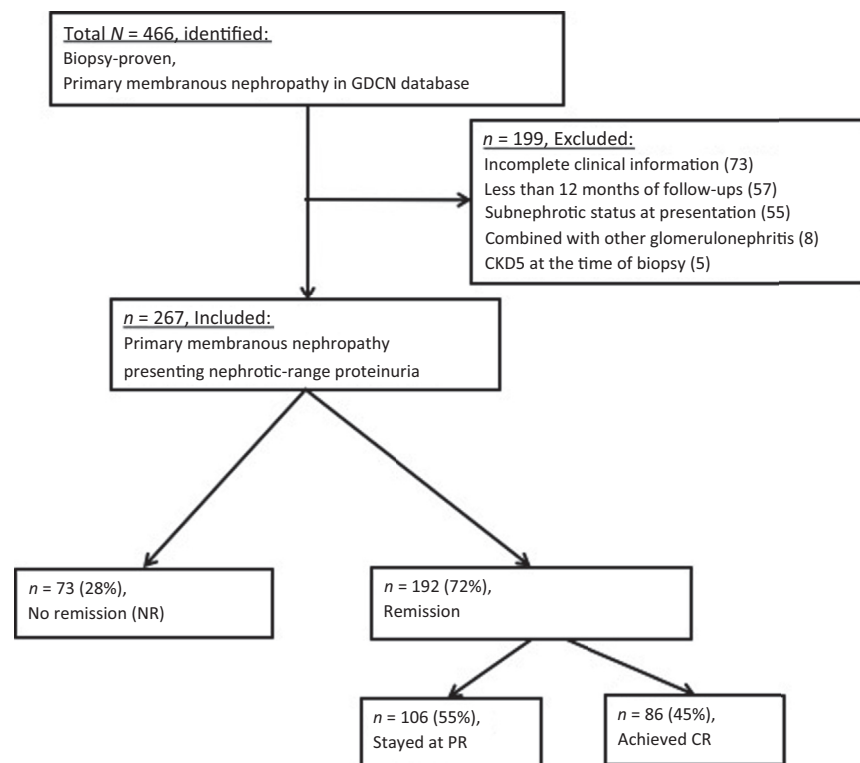 Total N = 466, identified:
Biopsy-proven,
Primary membranous nephropathy in GDCN database
n = 199, Excluded:
Incomplete clinical information (73)
Less than 12 months of follow-ups (57)
Subnephrotic status at presentation (55)
Combined with other glomerulonephritis (8)
CKD5 at the time of biopsy (5)
n = 267, Included:
Primary membranous nephropathy
presenting nephrotic-range proteinuria
n = 73 (28%),
No remission (NR)
n = 192 (72%),
Remission
n = 106 (55%),
Stayed at PR
n = 86 (45%),
Achieved CR